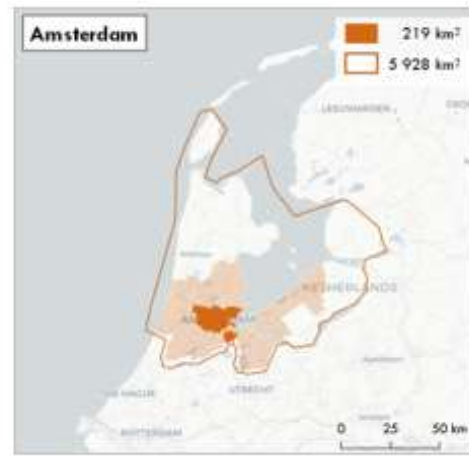 Amsterdam
219 km²
5 928 km²
LEEUWARDEN
NETHERLANDS
UTRECHT
ROTTERDAM
0 25 50 km